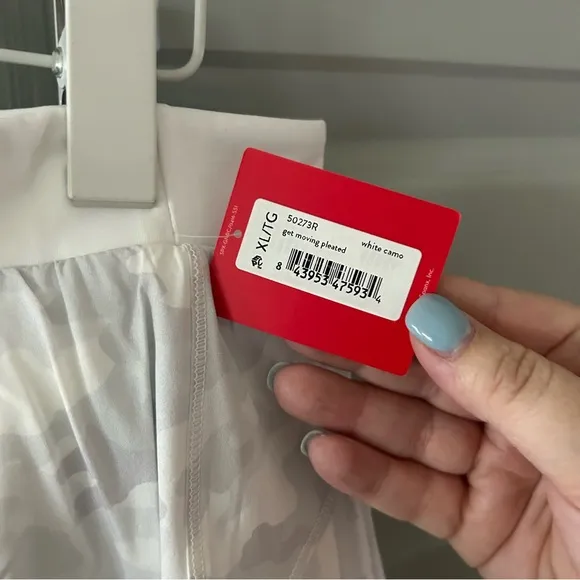 XL/TG
50273R
get moving pleated
white camo
8 43953 47593 4